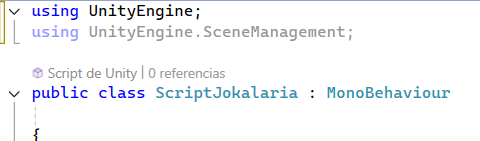 using UnityEngine;
using UnityEngine.SceneManagement;
Script de Unity | 0 referencias
public class ScriptJokalaria : MonoBehaviour
{